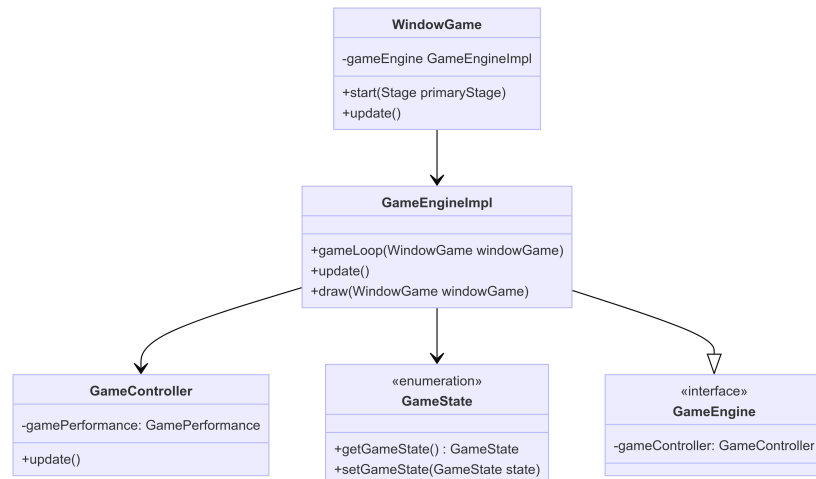 WindowGame
-gameEngine GameEngineImpl
+start(Stage primaryStage)
+update()
GameEngineImpl
+gameLoop(WindowGame windowGame)
+update()
+draw(WindowGame windowGame)
GameController
-gamePerformance: GamePerformance
+update()
«enumeration»
GameState
+getGameState() : GameState
+setGameState(GameState state)
«interface»
GameEngine
-gameController: GameController